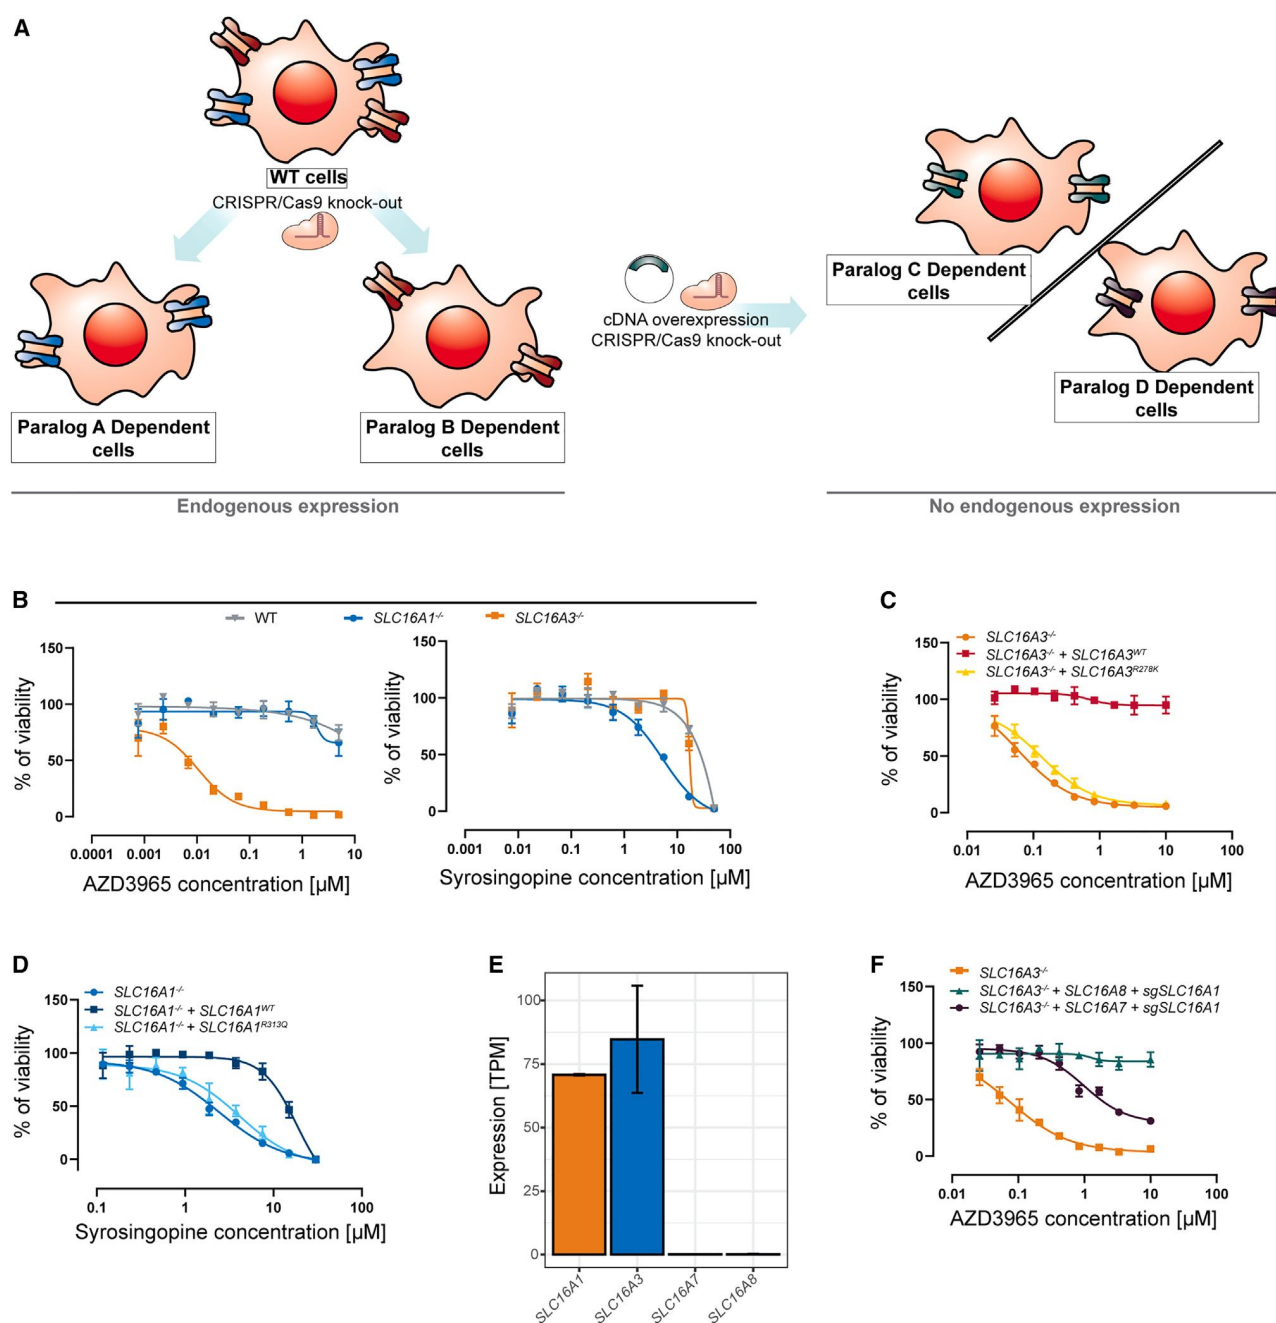 A
WT cells
CRISPR/Cas9 knock-out
Paralog A Dependent
cells
Paralog B Dependent
cells
Endogenous expression
cDNA overexpression
CRISPR/Cas9 knock-out
Paralog C Dependent
cells
Paralog D Dependent
cells
No endogenous expression
B
WT
SLC16A1-/-
SLC16A3-/-
% of viability
150
100
50
0
0.0001 0.001 0.01 0.1 1 10
AZD3965 concentration [µM]
% of viability
150
100
50
0
0.001 0.01 0.1 1 10 100
Syrosingopine concentration [µM]
C
SLC16A3-/-
SLC16A3-/- + SLC16A3WT
SLC16A3-/- + SLC16A3R278K
% of viability
150
100
50
0
0.01 0.1 1 10 100
AZD3965 concentration [µM]
D
SLC16A1-/-
SLC16A1-/- + SLC16A1WT
SLC16A1-/- + SLC16A1R313Q
% of viability
150
100
50
0
0.1 1 10 100
Syrosingopine concentration [µM]
E
Expression [TPM]
100
75
50
25
0
SLC16A1
SLC16A3
SLC16A7
SLC16A8
F
SLC16A3-/-
SLC16A3-/- + SLC16A8 + sgSLC16A1
SLC16A3-/- + SLC16A7 + sgSLC16A1
% of viability
150
100
50
0
0.01 0.1 1 10 100
AZD3965 concentration [µM]